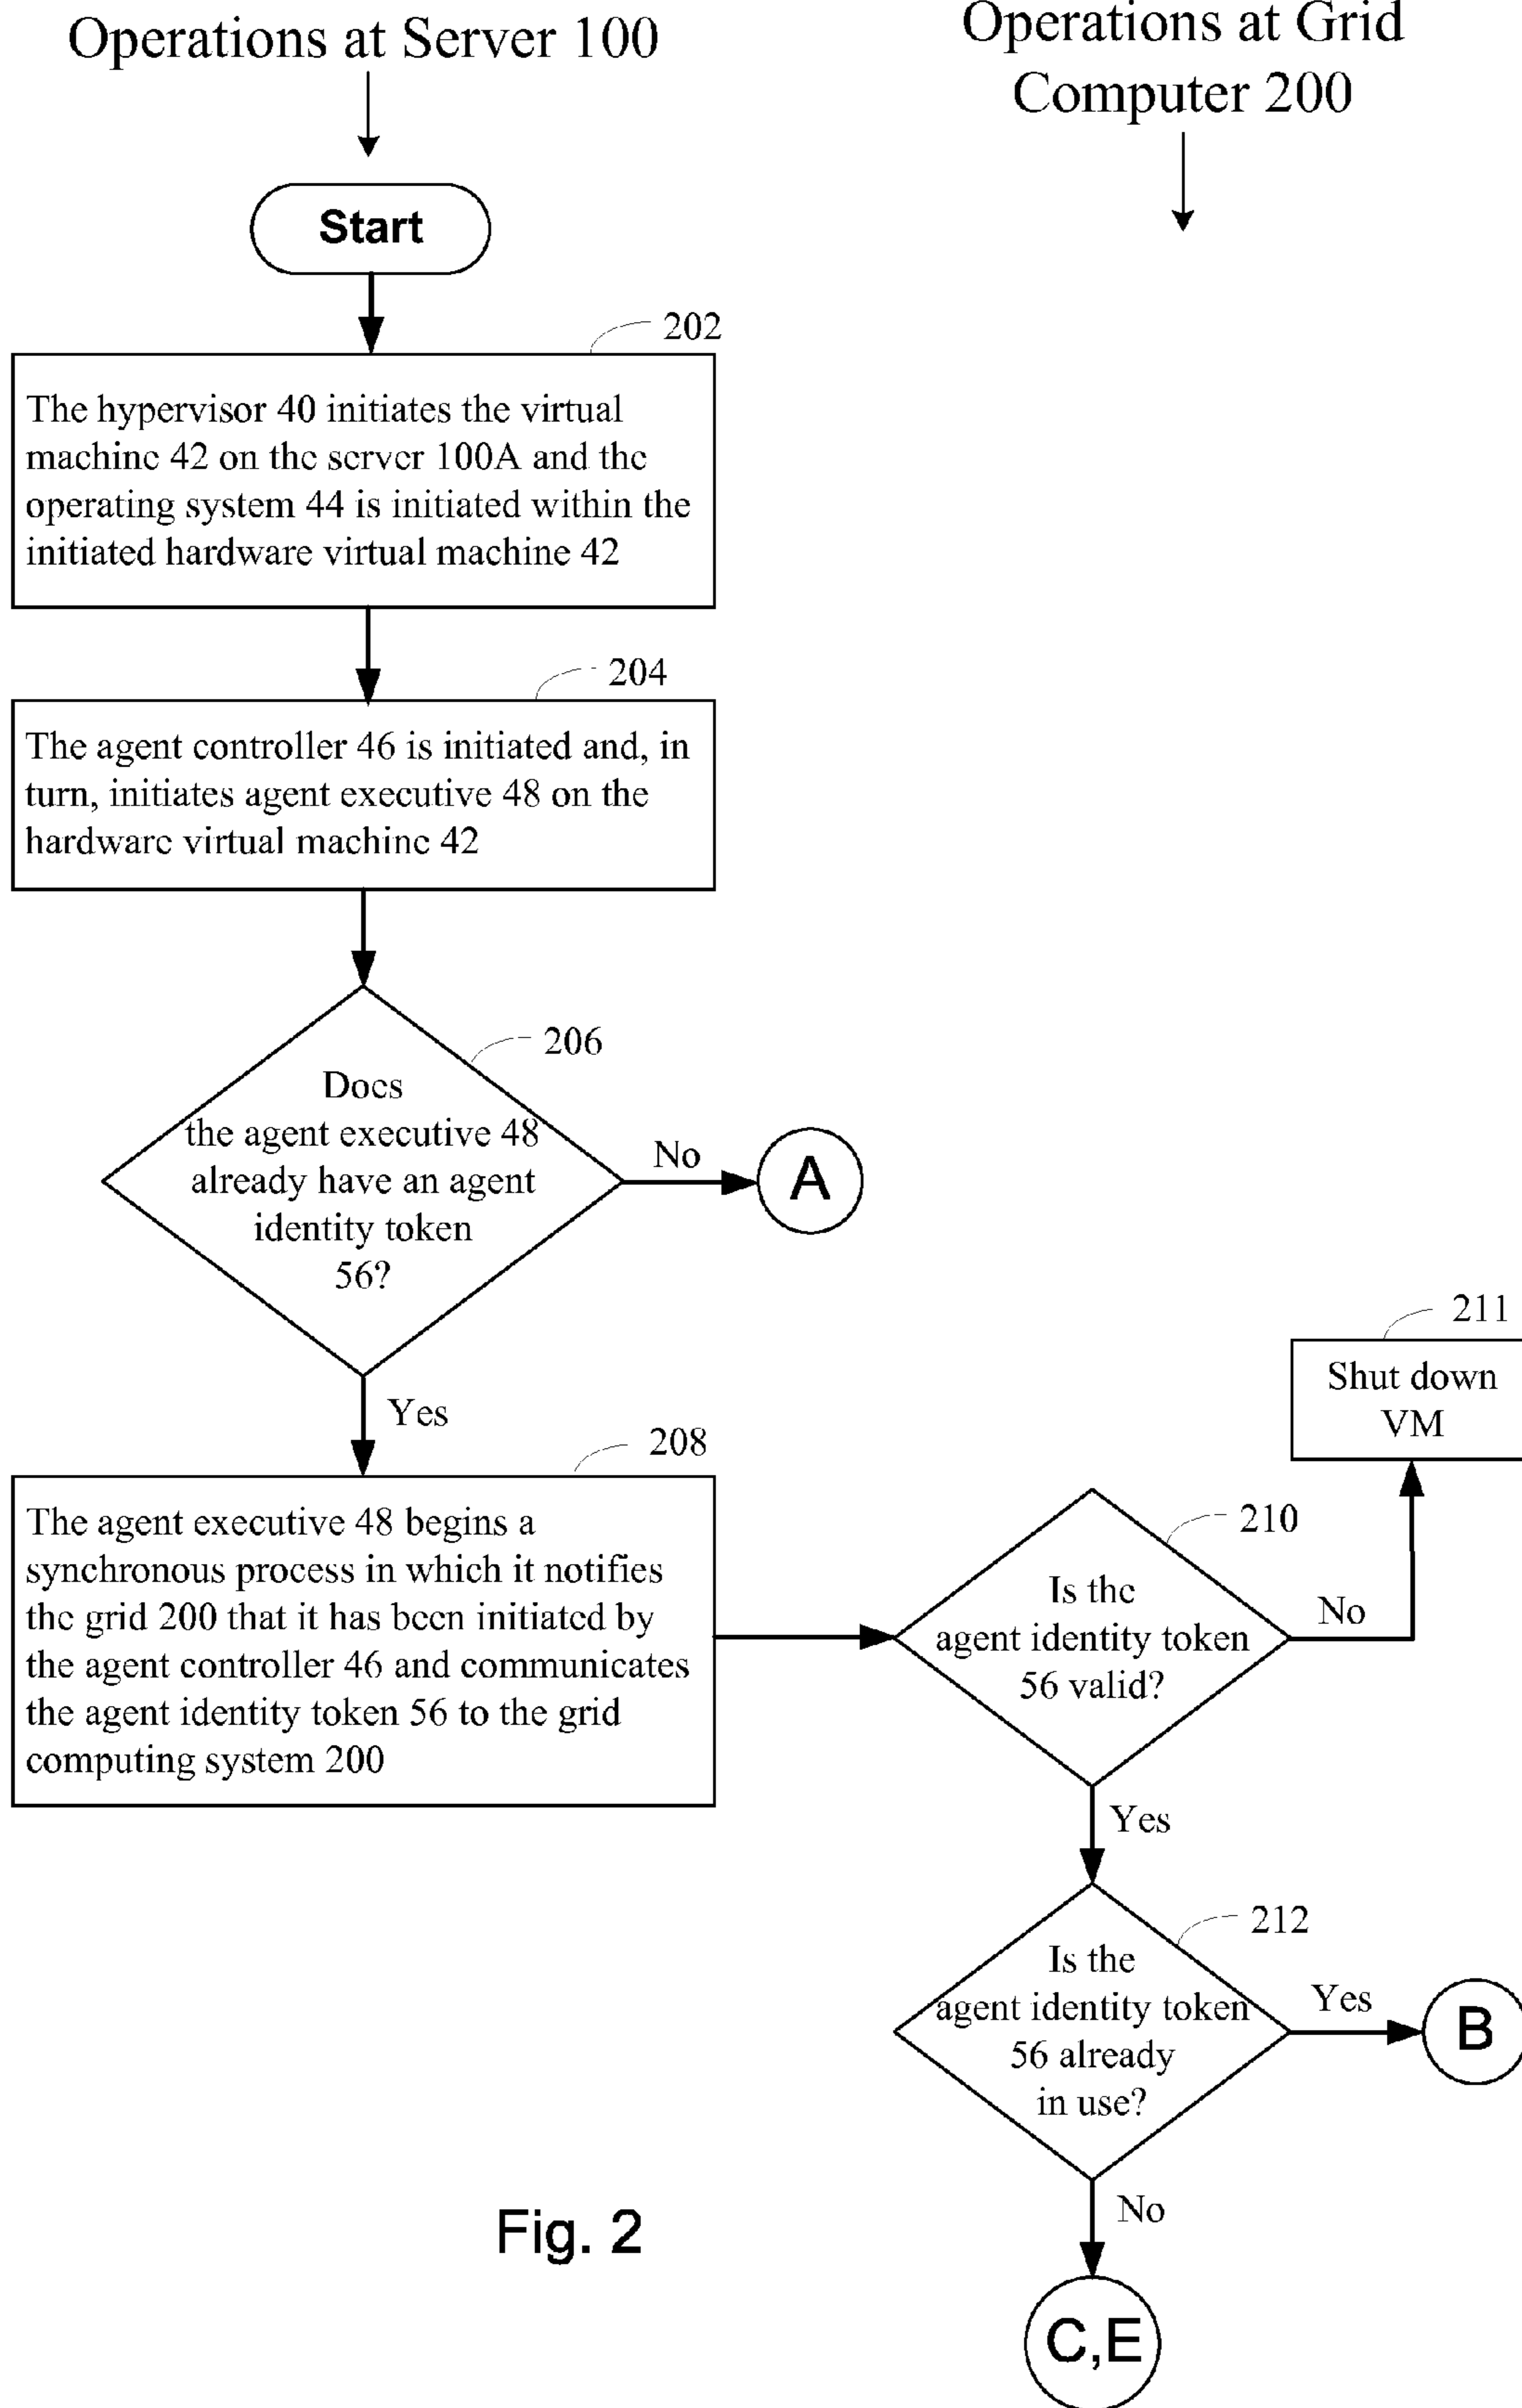 Operations at Server 100
Operations at Grid
Computer 200
Start
202
The hypervisor 40 initiates the virtual
machine 42 on the server 100A and the
operating system 44 is initiated within the
initiated hardware virtual machine 42
204
The agent controller 46 is initiated and, in
turn, initiates agent executive 48 on the
hardware virtual machine 42
206
Does
the agent executive 48
already have an agent
identity token
56?
No
A
Yes
208
The agent executive 48 begins a
synchronous process in which it notifies
the grid 200 that it has been initiated by
the agent controller 46 and communicates
the agent identity token 56 to the grid
computing system 200
211
Shut down
VM
210
Is the
agent identity token
56 valid?
No
Yes
212
Is the
agent identity token
56 already
in use?
Yes
B
No
C,E
Fig. 2